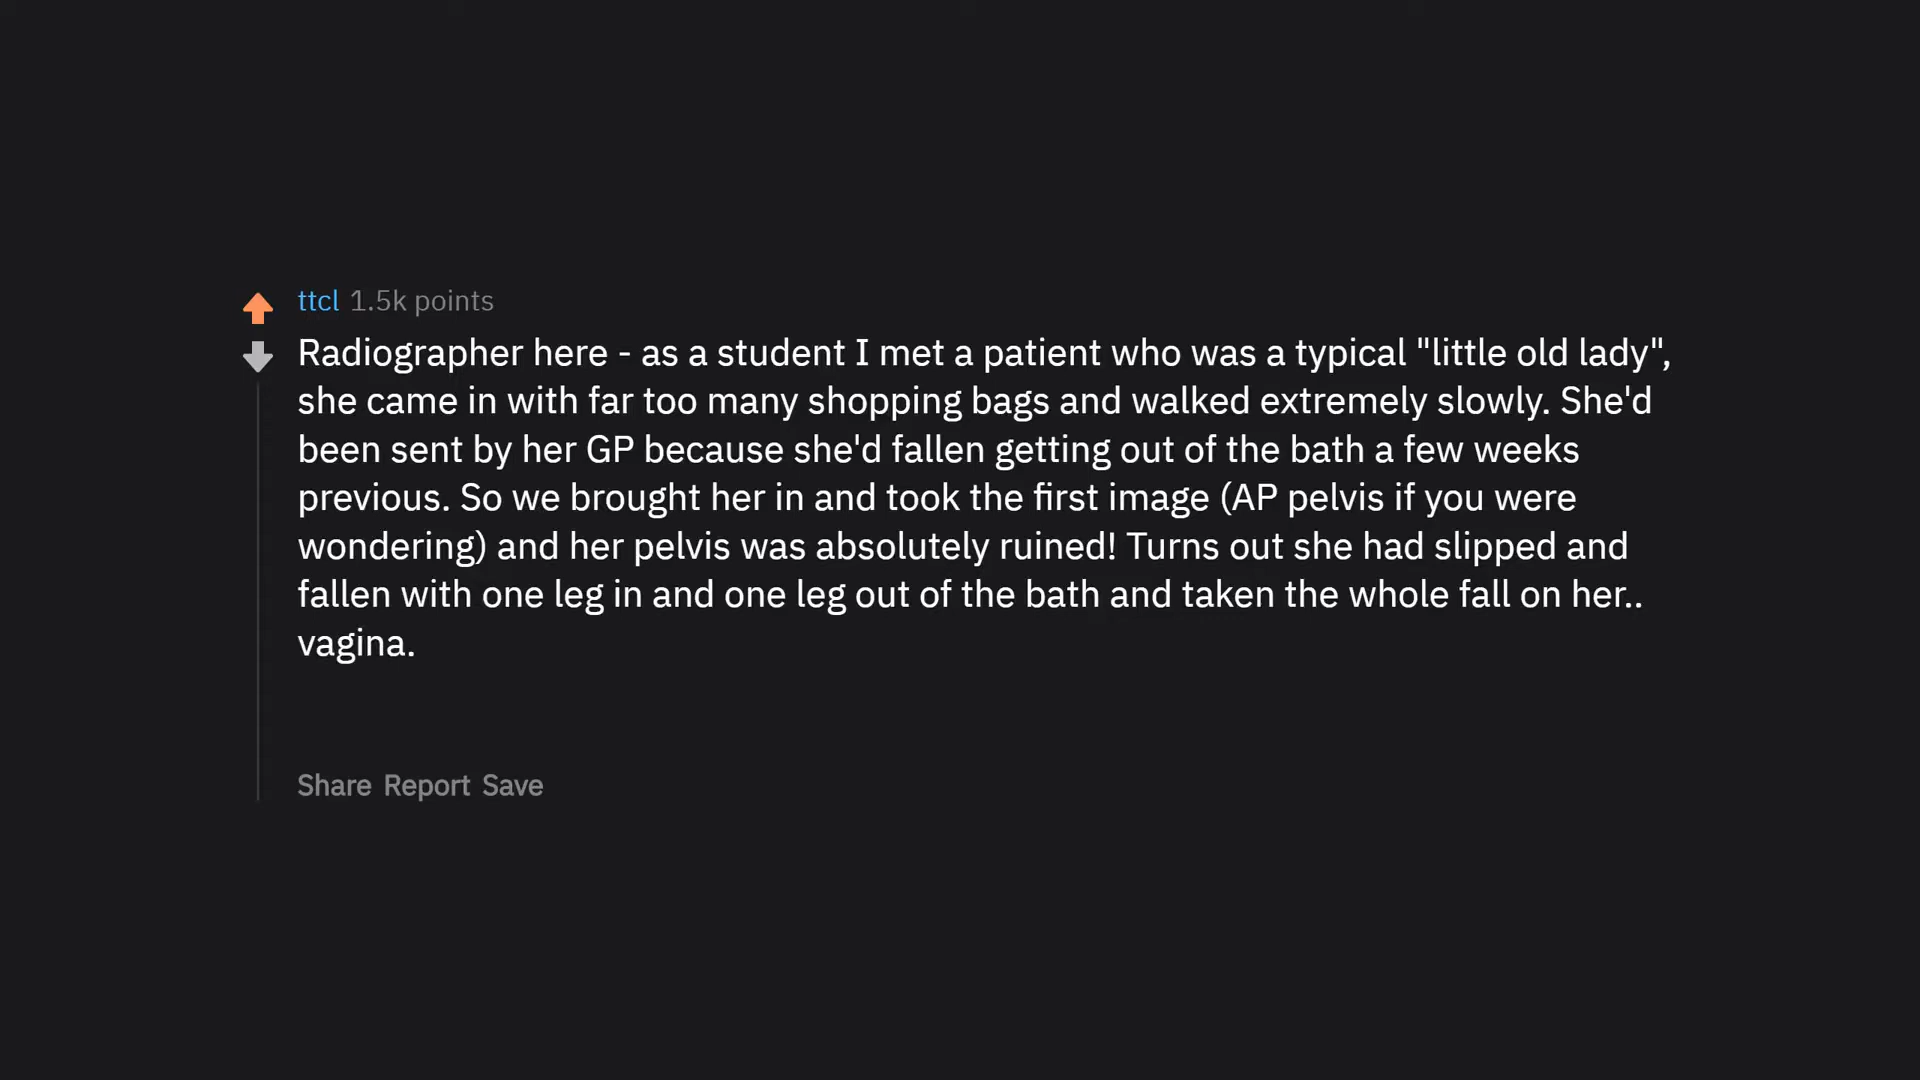 ttcl 1.5k points
Radiographer here - as a student I met a patient who was a typical "little old lady",
she came in with far too many shopping bags and walked extremely slowly. She'd
been sent by her GP because she'd fallen getting out of the bath a few weeks
previous. So we brought her in and took the first image (AP pelvis if you were
wondering) and her pelvis was absolutely ruined! Turns out she had slipped and
fallen with one leg in and one leg out of the bath and taken the whole fall on her..
vagina.
Share Report Save